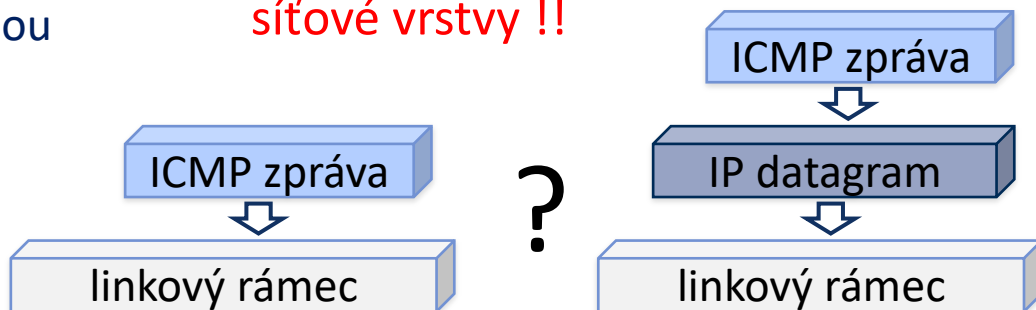 ou
síťové vrstvy !!
ICMP zpráva
ICMP zpráva
?
IP datagram
linkový rámec
linkový rámec